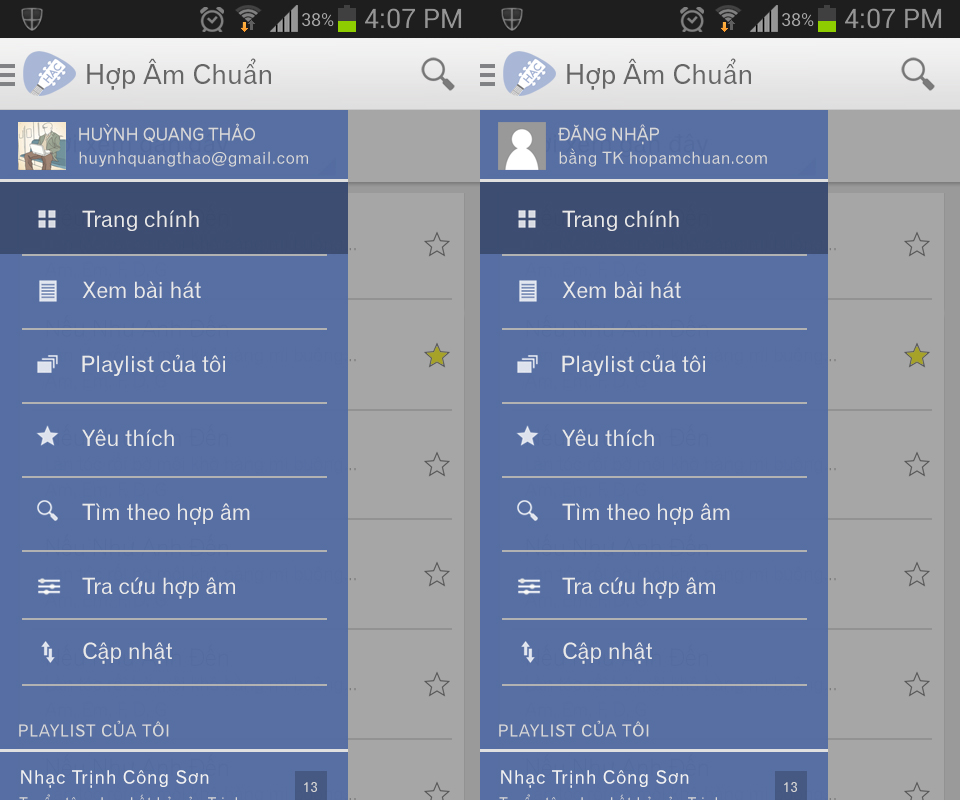 38% 4:07 PM
HAC Hợp Âm Chuẩn
HUỲNH QUANG THẢO
huynhquangthao@gmail.com
Trang chính
Xem bài hát
Playlist của tôi
Yêu thích
Tìm theo hợp âm
Tra cứu hợp âm
Cập nhật
PLAYLIST CỦA TÔI
Nhạc Trịnh Công Sơn 13
38% 4:07 PM
HAC Hợp Âm Chuẩn
ĐĂNG NHẬP
bằng TK hopamchuan.com
Trang chính
Xem bài hát
Playlist của tôi
Yêu thích
Tìm theo hợp âm
Tra cứu hợp âm
Cập nhật
PLAYLIST CỦA TÔI
Nhạc Trịnh Công Sơn 13